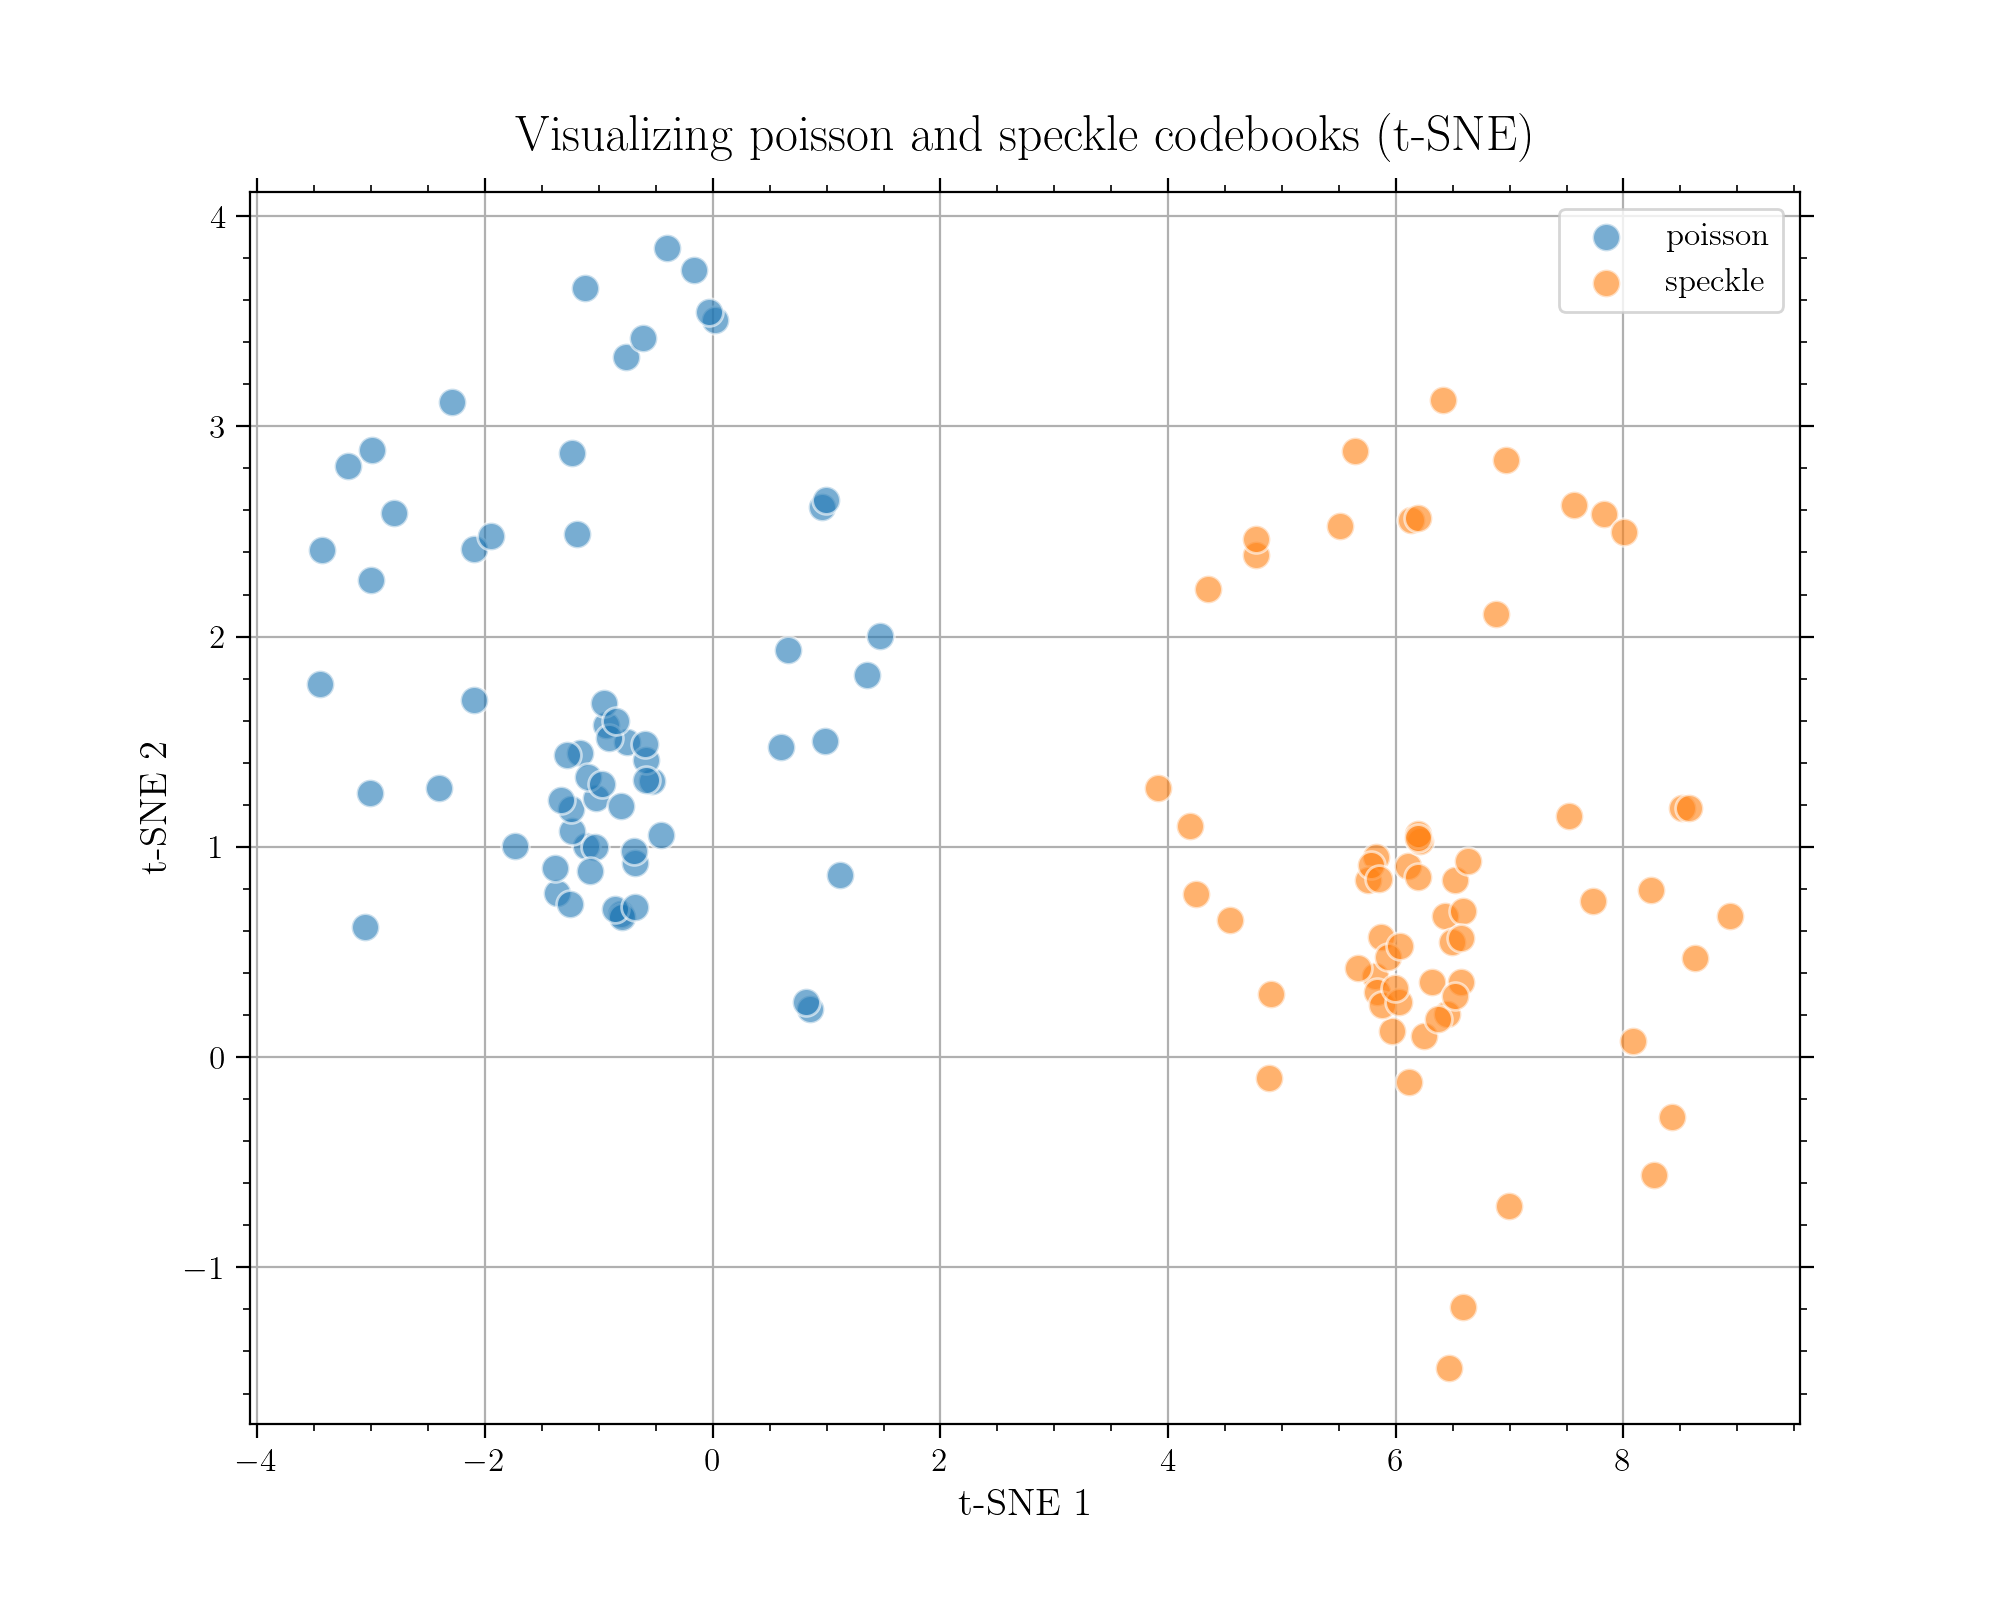 Visualizing poisson and speckle codebooks (t-SNE)
poisson
speckle
4
3
2
1
0
−1
t-SNE 2
−4 −2 0 2 4 6 8
t-SNE 1